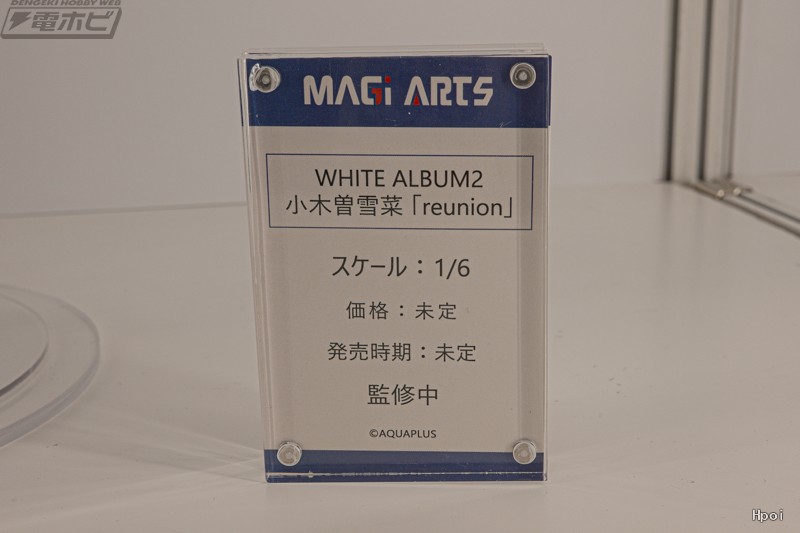 DENGEKI HOBBY WEB
電ホビ
MAGi ARTS
WHITE ALBUM2
小木曽雪菜「reunion」
スケール：1/6
価格：未定
発売時期：未定
監修中
©AQUAPLUS
Hpoi